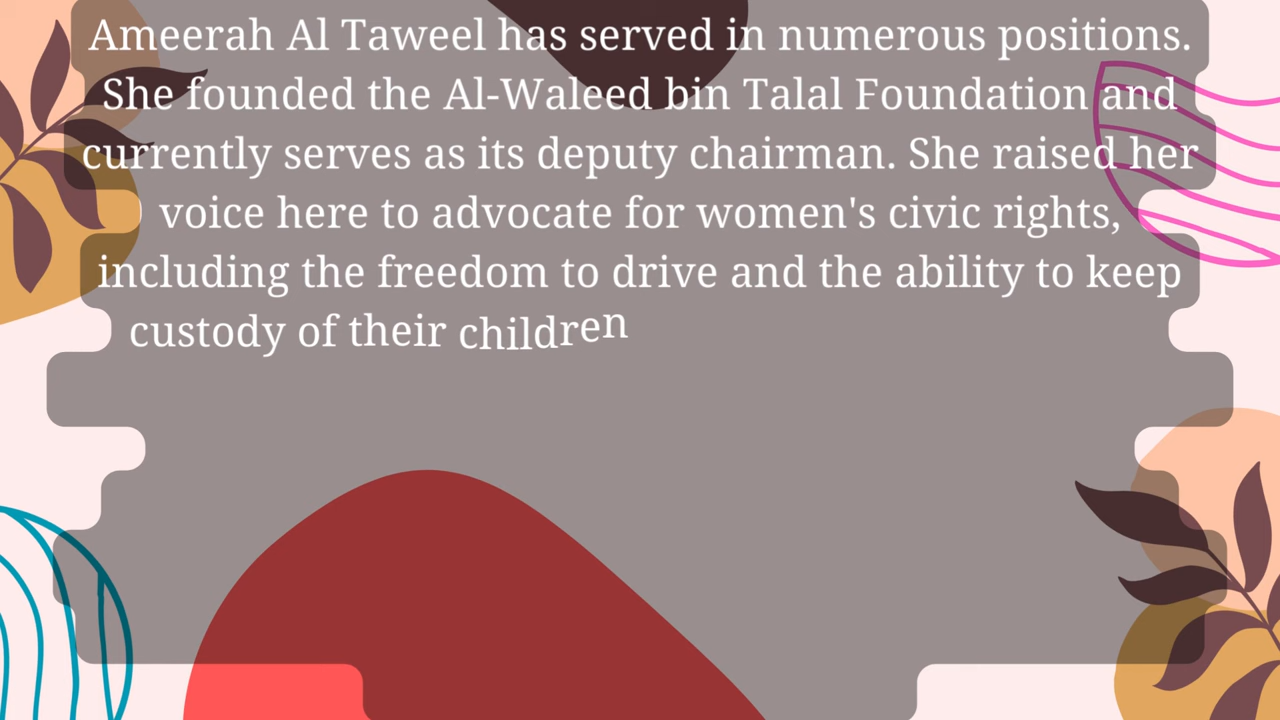 Ameerah Al Taweel has served in numerous positions.
She founded the Al-Waleed bin Talal Foundation and
currently serves as its deputy chairman. She raised her
voice here to advocate for women's civic rights,
including the freedom to drive and the ability to keep
custody of their children